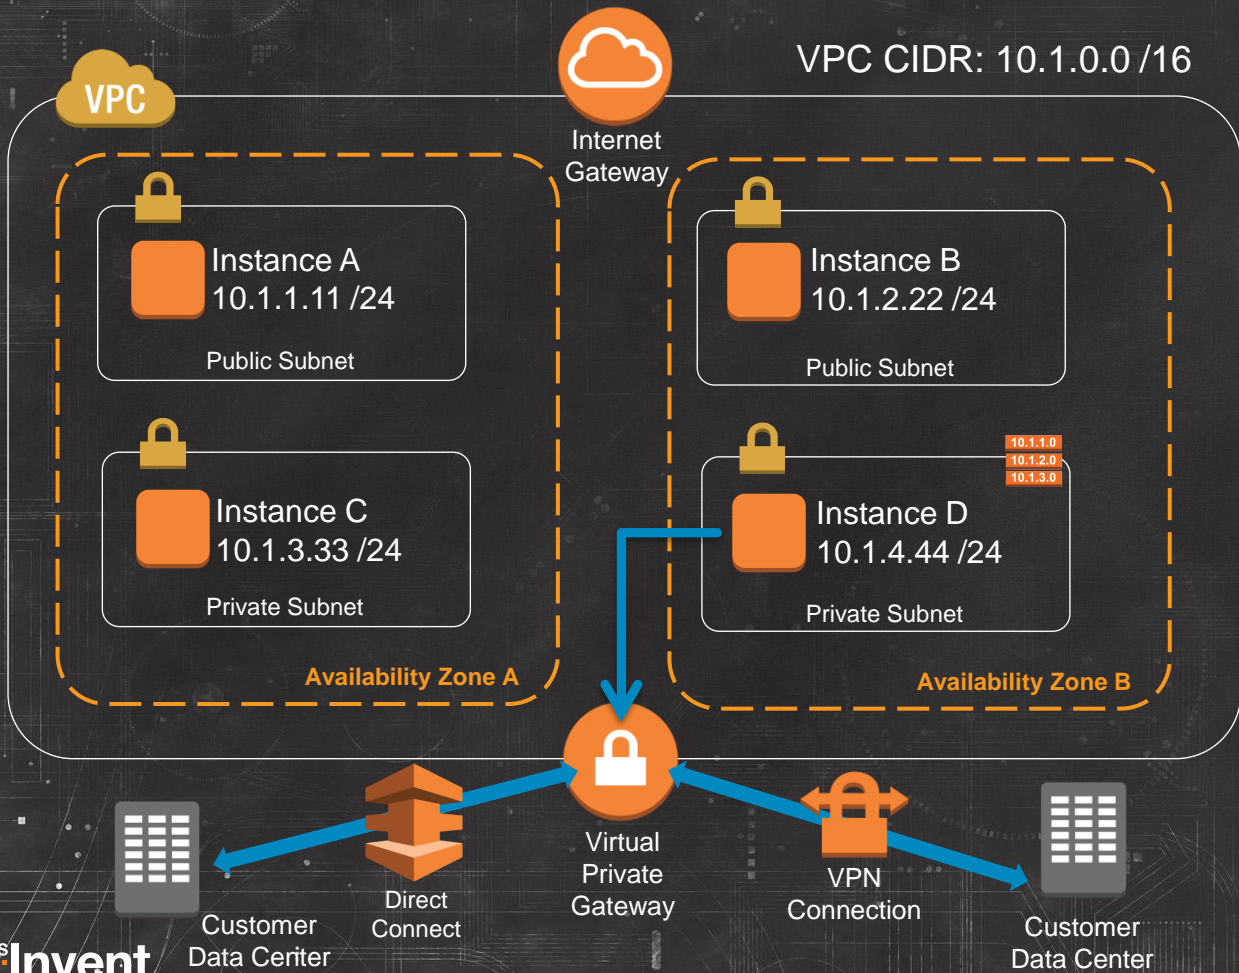 VPC CIDR: 10.1.0.0 /16
VPC
Internet
Gateway
Instance A
10.1.1.11 /24
Public Subnet
Instance B
10.1.2.22 /24
Public Subnet
10.1.1.0
10.1.2.0
10.1.3.0
Instance C
10.1.3.33 /24
Private Subnet
Instance D
10.1.4.44 /24
Private Subnet
Availability Zone A
Availability Zone B
Virtual
Private
Gateway
Direct
Connect
VPN
Connection
Customer
Data Center
Customer
Data Center
s:Invent